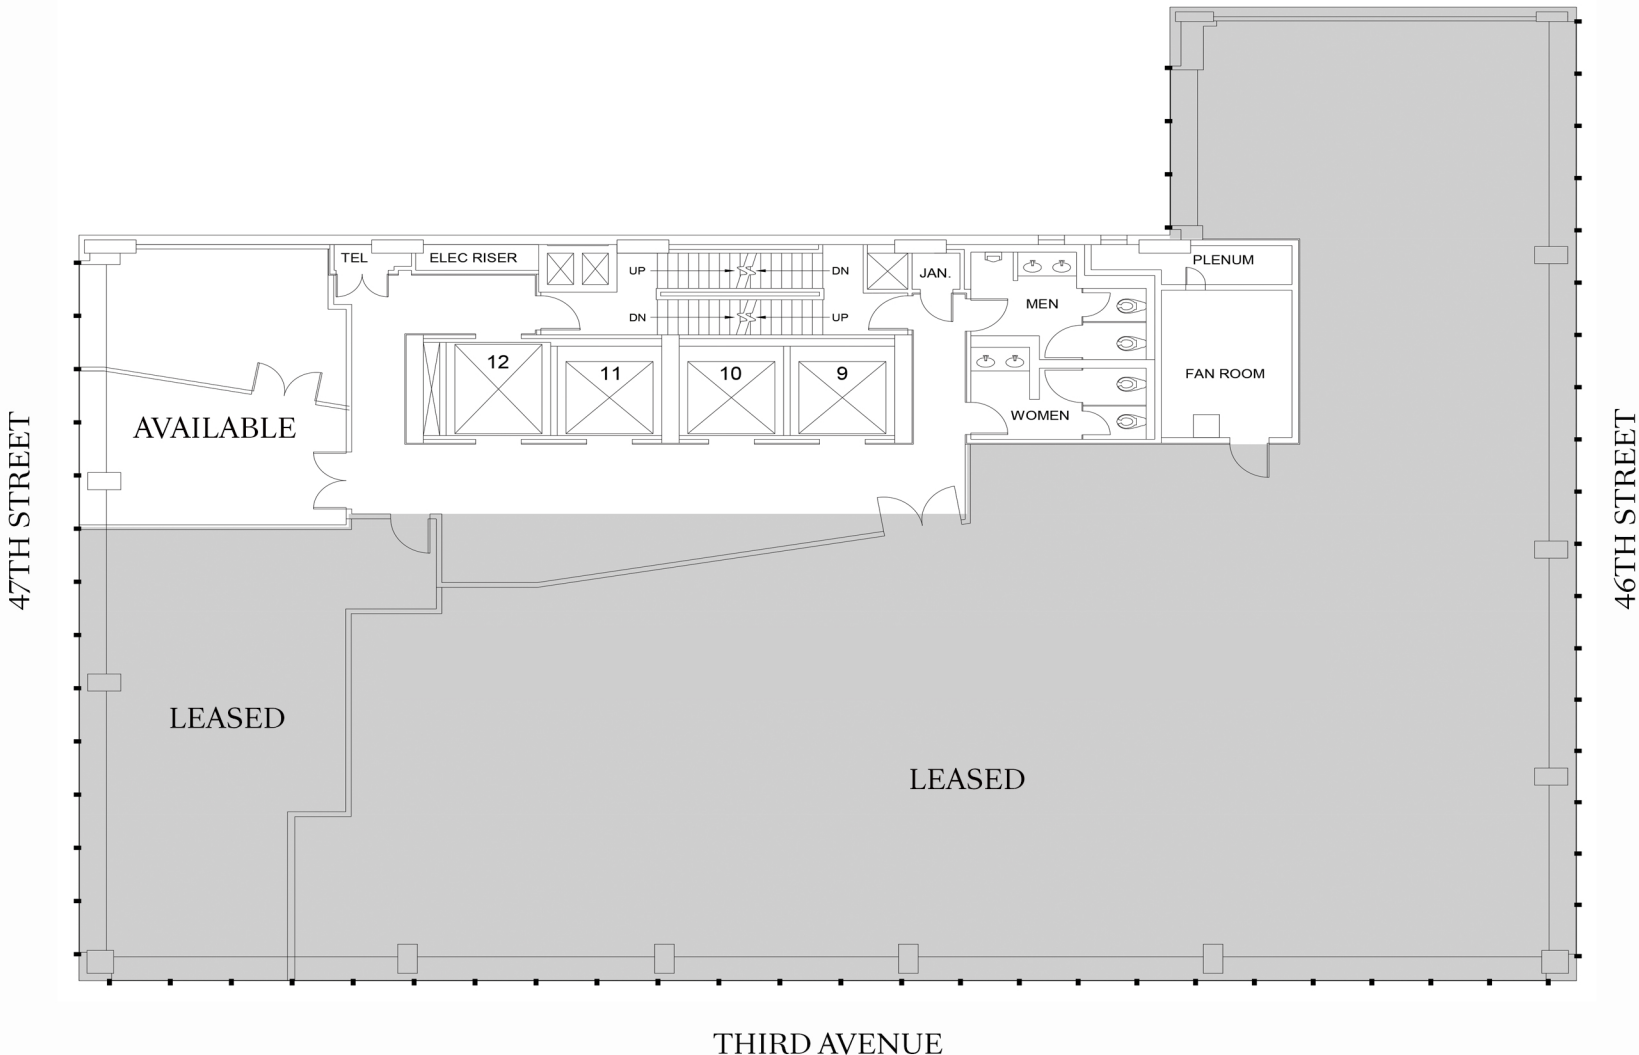 PLENUM
TEL
ELEC RISER
UP
DN
JAN.
MEN
DN
UP
12
11
10
9
FAN ROOM
WOMEN
AVAILABLE
47TH STREET
46TH STREET
LEASED
LEASED
THIRD AVENUE